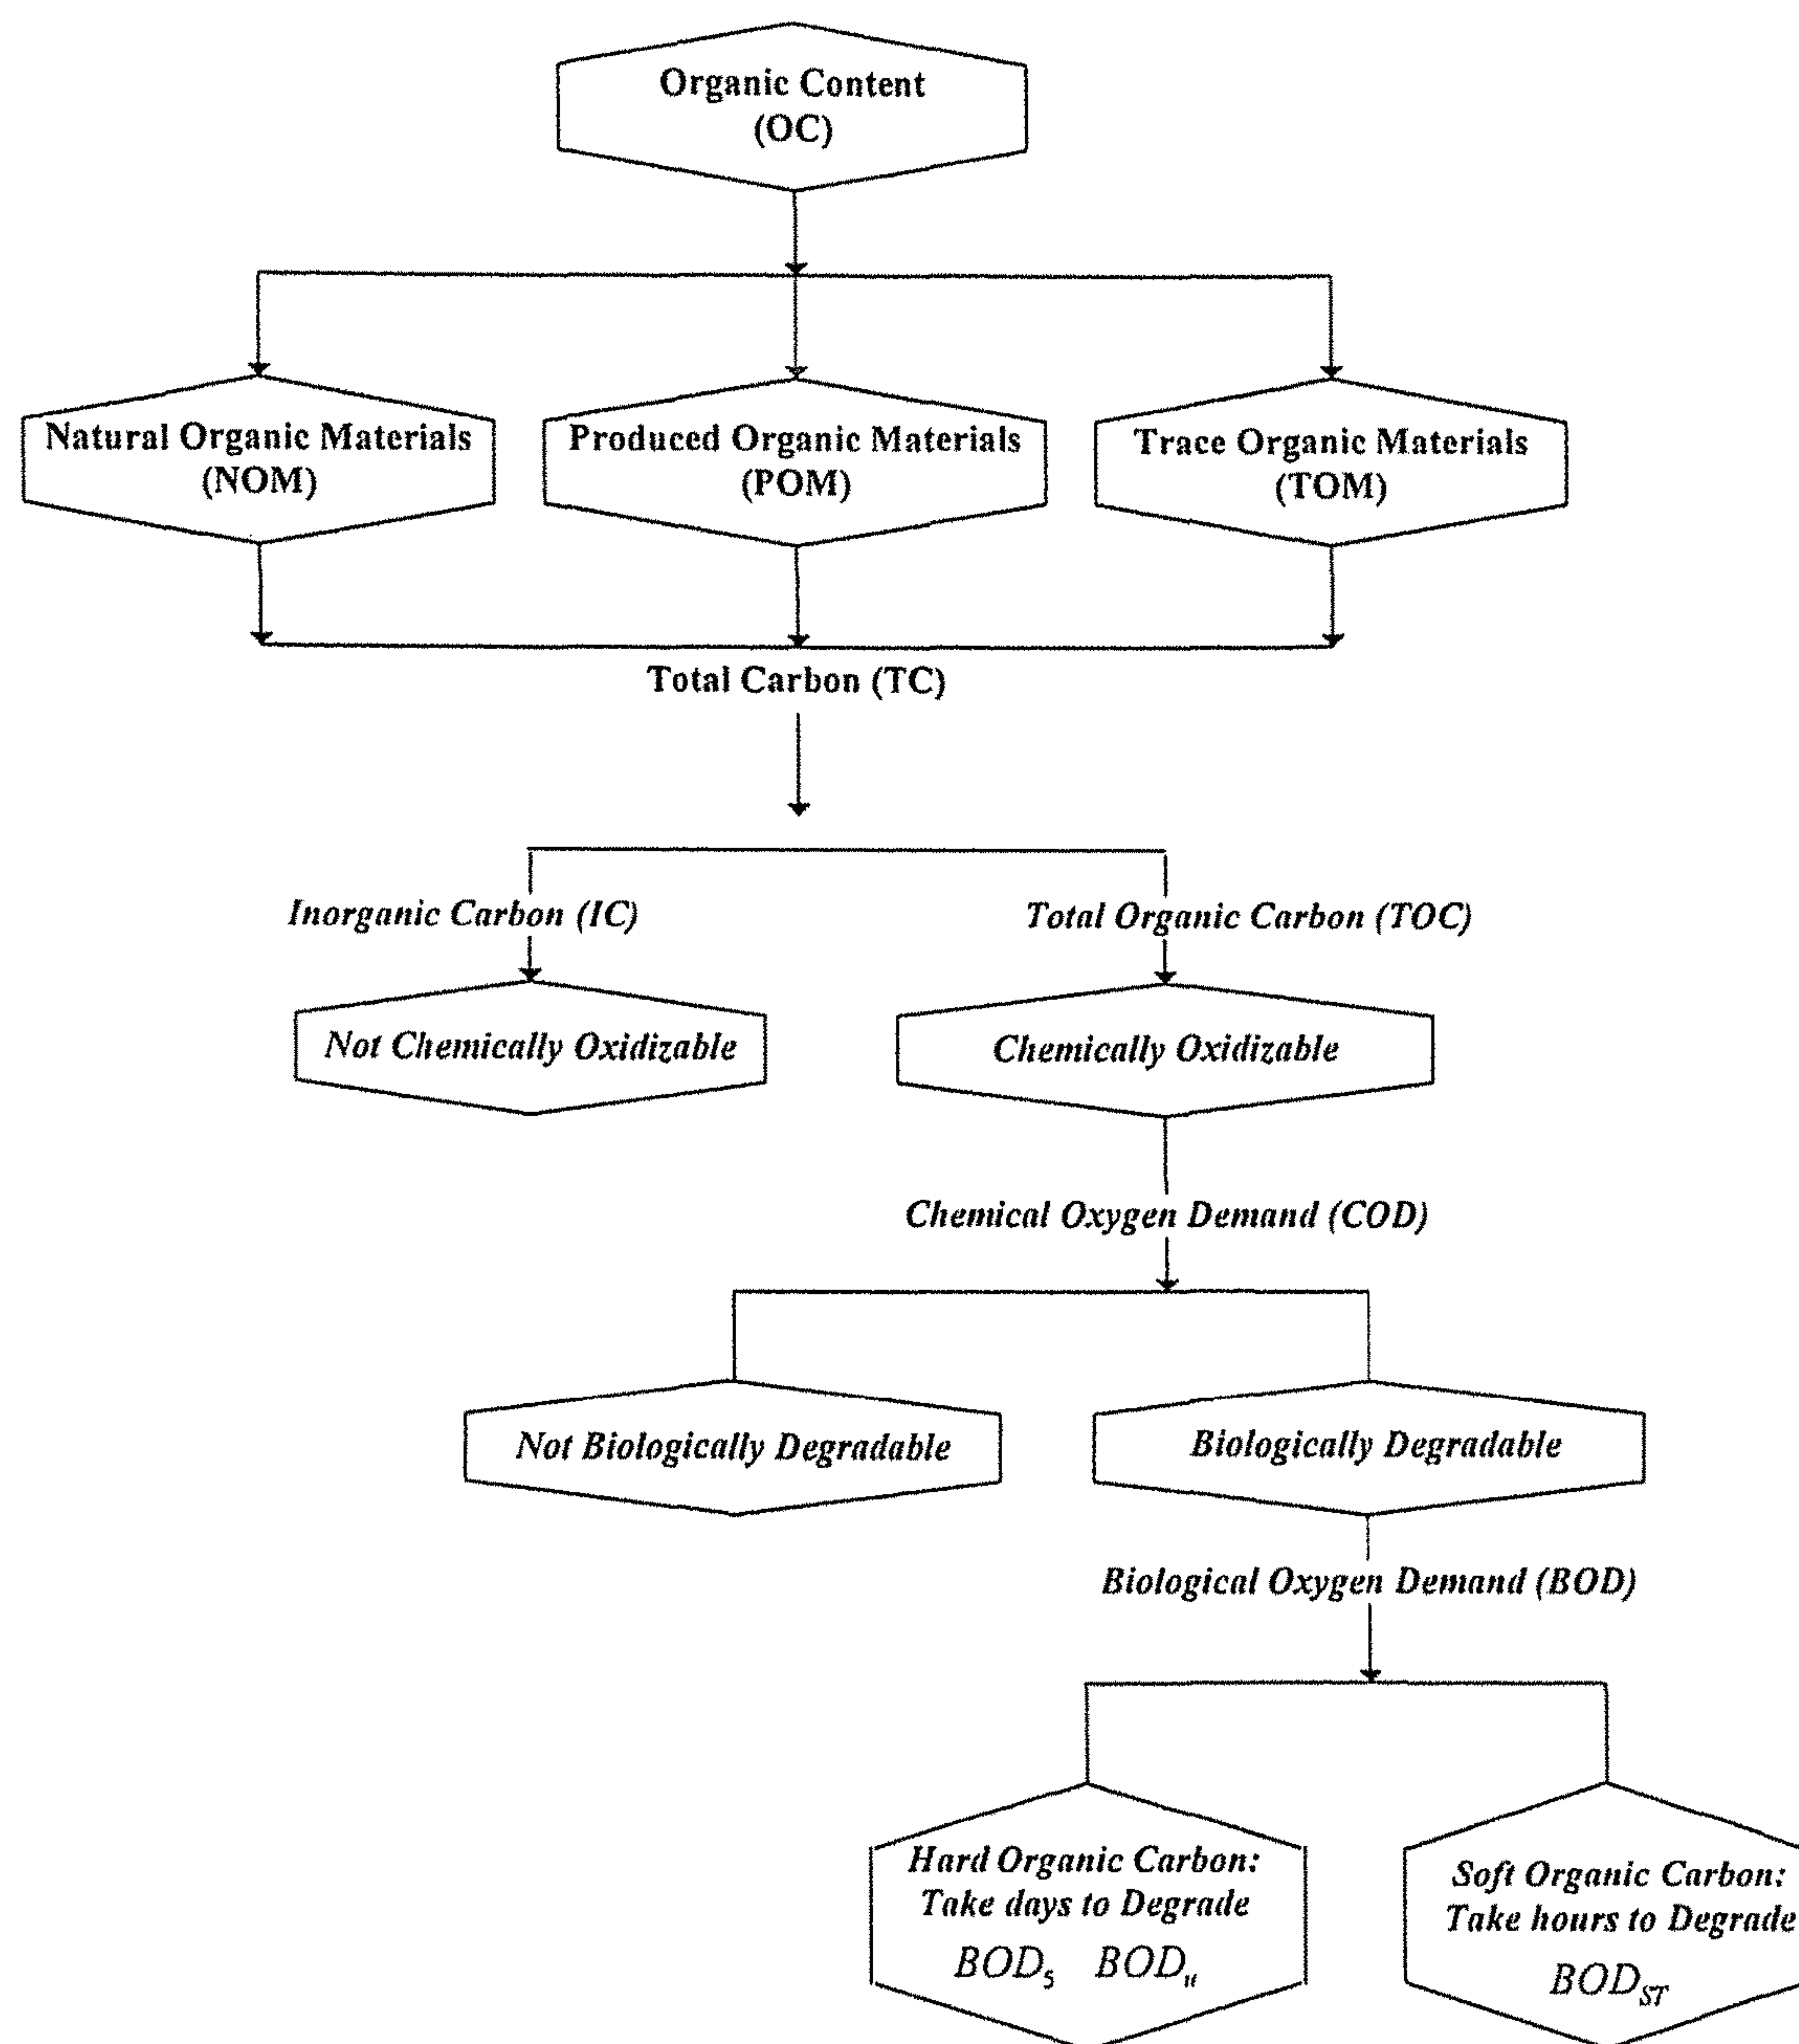 Organic Content
(OC)
Natural Organic Materials
(NOM)
Produced Organic Materials
(POM)
Trace Organic Materials
(TOM)
Total Carbon (TC)
Inorganic Carbon (IC)
Total Organic Carbon (TOC)
Not Chemically Oxidizable
Chemically Oxidizable
Chemical Oxygen Demand (COD)
Not Biologically Degradable
Biologically Degradable
Biological Oxygen Demand (BOD)
Hard Organic Carbon:
Take days to Degrade
BOD₅ BODᵤ
Soft Organic Carbon:
Take hours to Degrade
BOD_ST